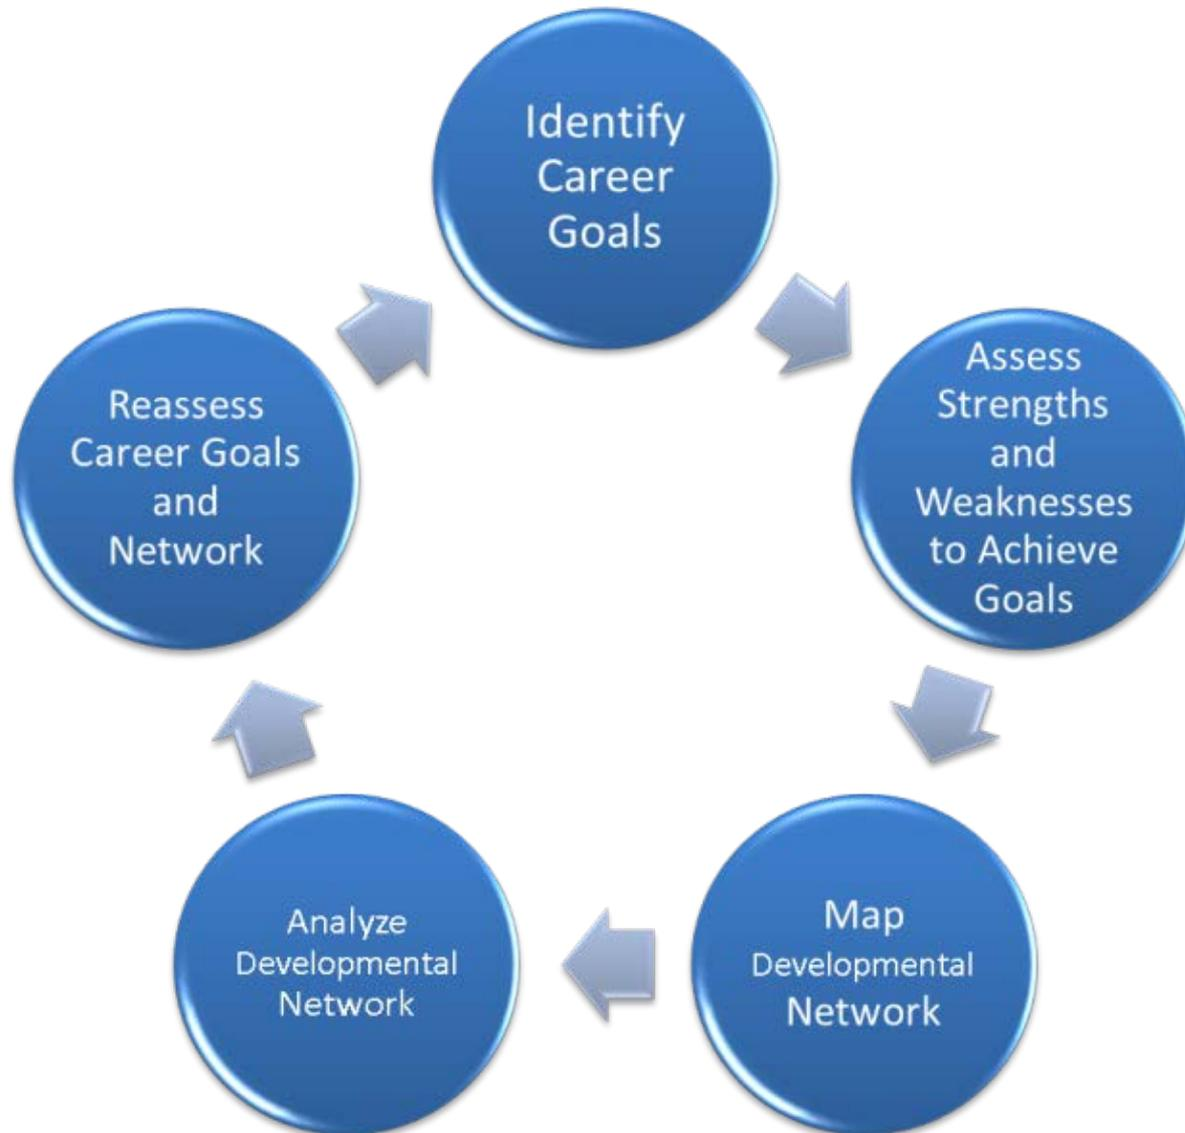 Identify
Career
Goals
Assess
Strengths
and
Weaknesses
to Achieve
Goals
Map
Developmental
Network
Analyze
Developmental
Network
Reassess
Career Goals
and
Network